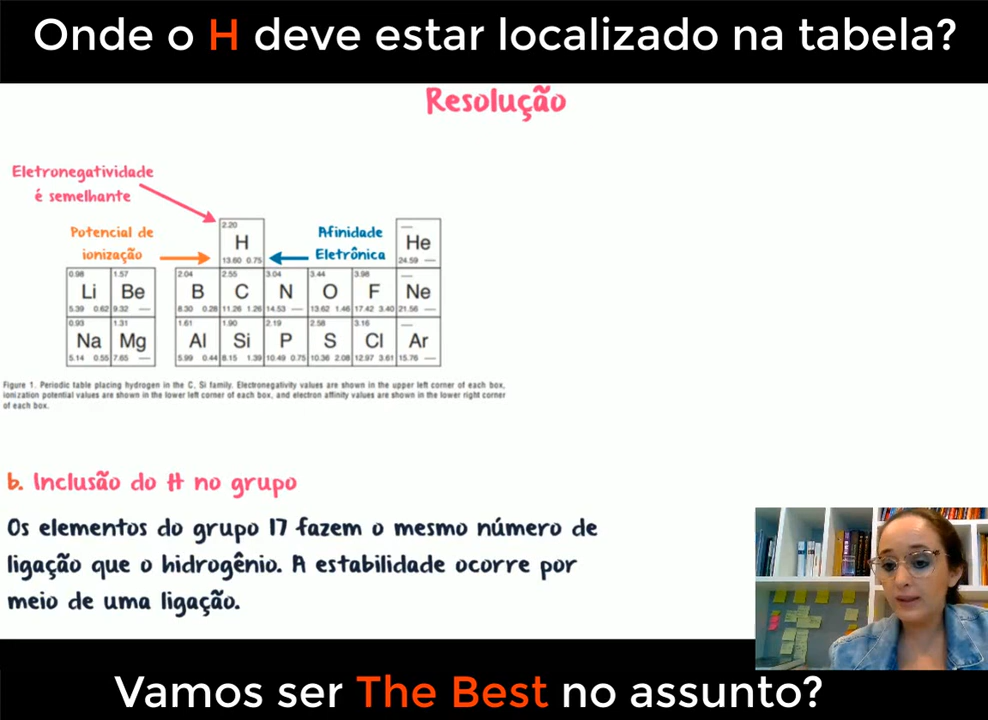 Onde o H deve estar localizado na tabela?
Resolução
Eletronegatividade
é semelhante
Potencial de
ionização
Afinidade
Eletrônica
2.20
H
13.60 0.75
—
He
24.59 —
0.98 1.57 2.04 2.55 3.04 3.44 3.98 —
Li Be B C N O F Ne
5.39 0.62 9.32 — 8.30 0.28 11.26 1.26 14.53 — 13.62 1.46 17.42 3.40 21.56 —
0.93 1.31 1.61 1.90 2.19 2.58 3.16 —
Na Mg Al Si P S Cl Ar
5.14 0.55 7.65 — 5.99 0.44 8.15 1.39 10.49 0.75 10.36 2.08 12.97 3.61 15.76 —
Figure 1. Periodic table placing hydrogen in the C, Si family. Electronegativity values are shown in the upper left corner of each box,
ionization potential values are shown in the lower left corner of each box, and electron affinity values are shown in the lower right corner
of each box.
b. Inclusão do H no grupo
Os elementos do grupo 17 fazem o mesmo número de
ligação que o hidrogênio. A estabilidade ocorre por
meio de uma ligação.
Vamos ser The Best no assunto?